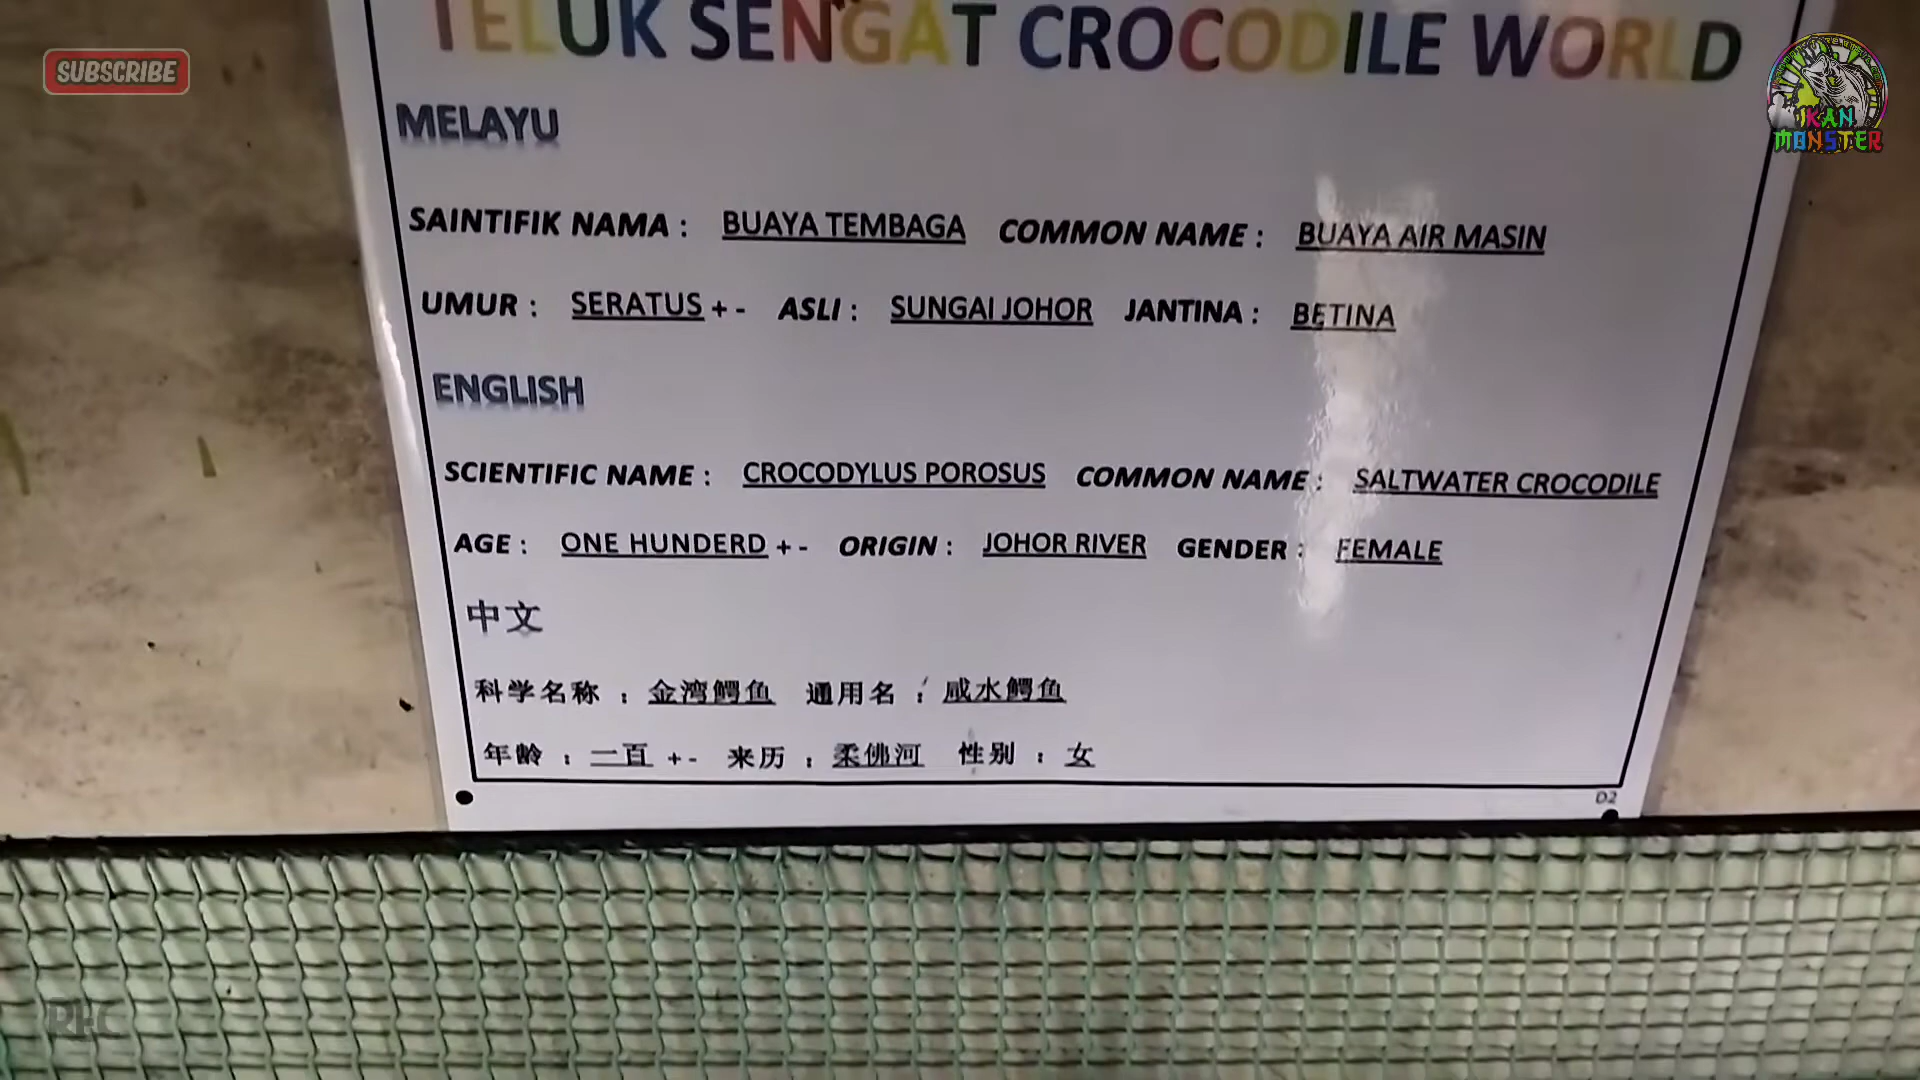 TELUK SENGAT CROCODILE WORLD
SUBSCRIBE
IKAN
MONSTER
MELAYU
SAINTIFIK NAMA : BUAYA TEMBAGA COMMON NAME : BUAYA AIR MASIN
UMUR : SERATUS + - ASLI : SUNGAI JOHOR JANTINA : BETINA
ENGLISH
SCIENTIFIC NAME : CROCODYLUS POROSUS COMMON NAME : SALTWATER CROCODILE
AGE : ONE HUNDERD + - ORIGIN : JOHOR RIVER GENDER : FEMALE
中文
科学名称 : 金湾鳄鱼 通用名 : 咸水鳄鱼
年龄 : 一百 + - 来历 : 柔佛河 性别 : 女
D2
RHC